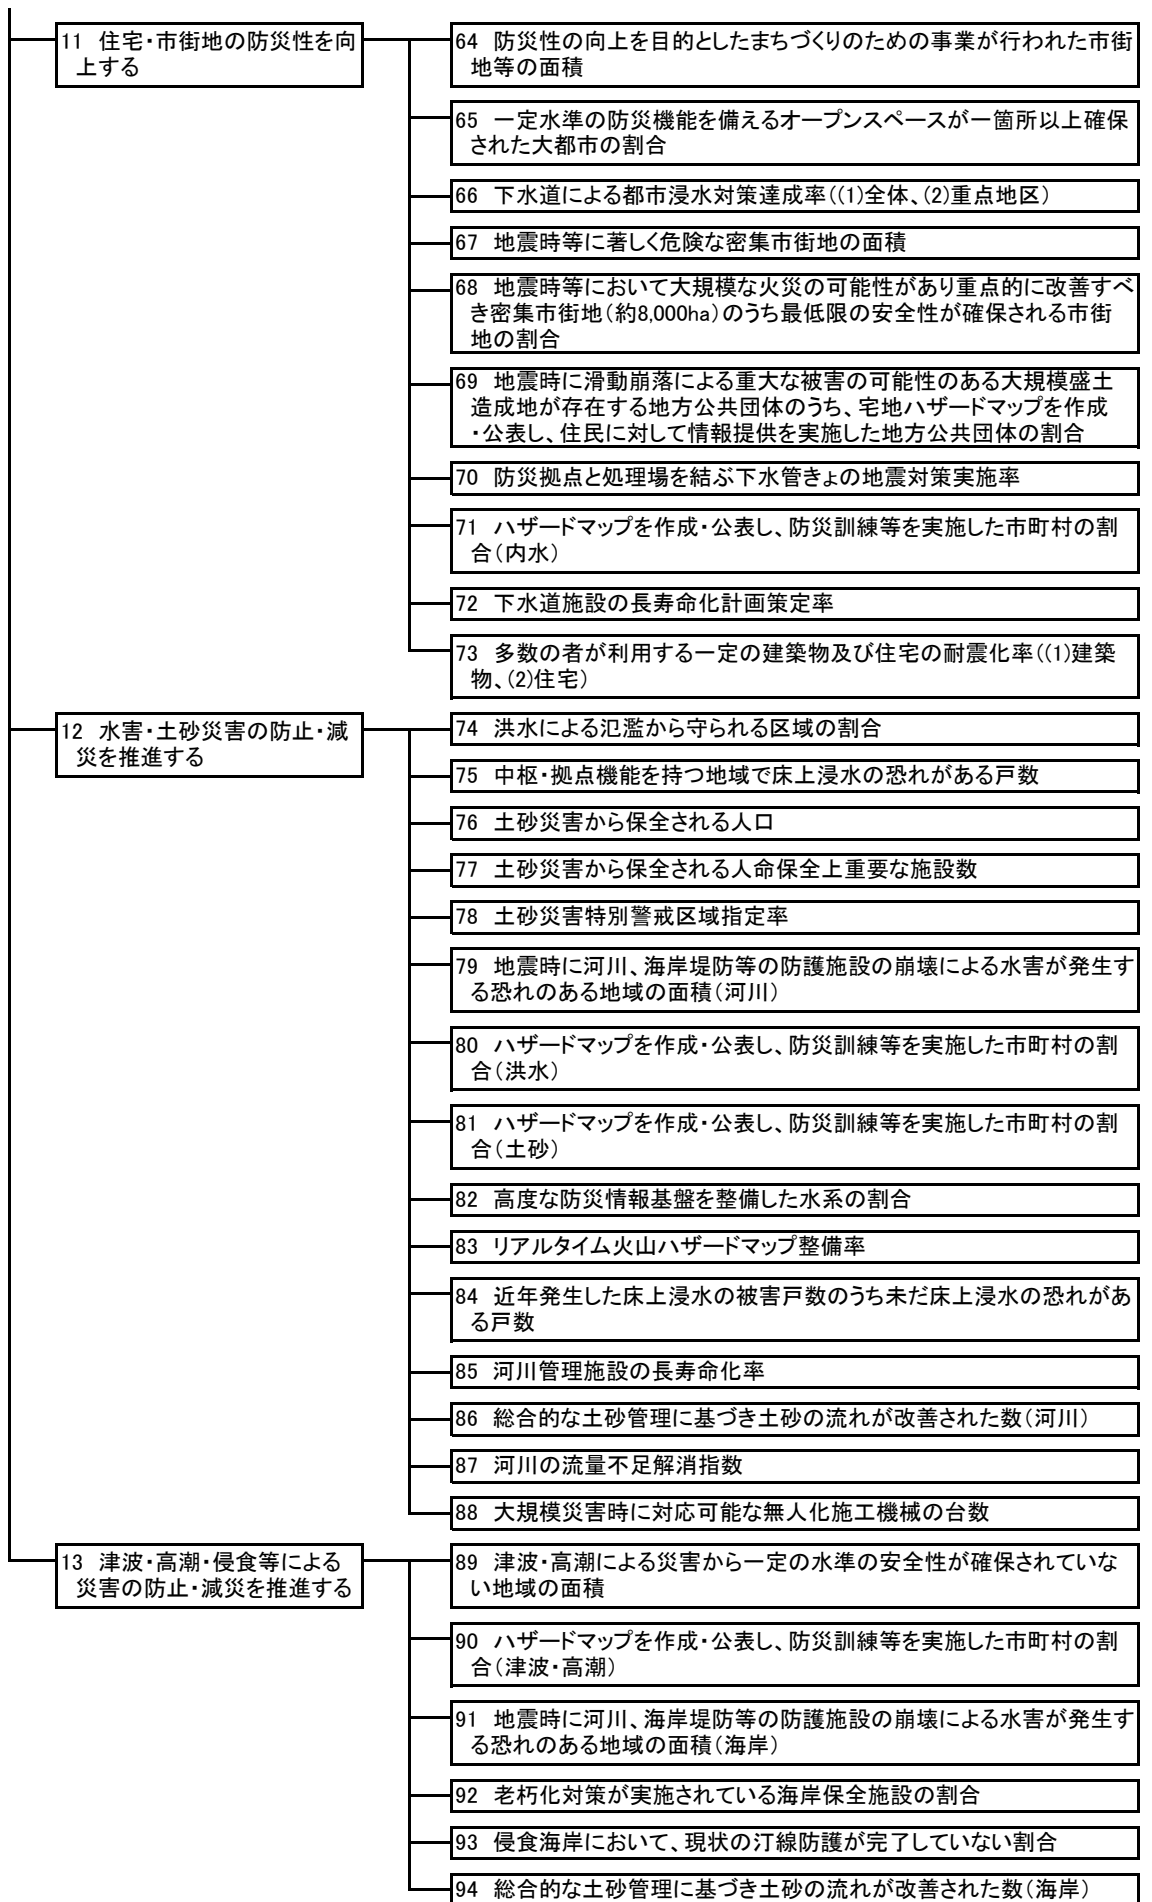 11 住宅・市街地の防災性を向
上する
64 防災性の向上を目的としたまちづくりのための事業が行われた市街
地等の面積
65 一定水準の防災機能を備えるオープンスペースが一箇所以上確保
された大都市の割合
66 下水道による都市浸水対策達成率((1)全体、(2)重点地区)
67 地震時等に著しく危険な密集市街地の面積
68 地震時等において大規模な火災の可能性があり重点的に改善すべ
き密集市街地(約8,000ha)のうち最低限の安全性が確保される市街
地の割合
69 地震時に滑動崩落による重大な被害の可能性のある大規模盛土
造成地が存在する地方公共団体のうち、宅地ハザードマップを作成
・公表し、住民に対して情報提供を実施した地方公共団体の割合
70 防災拠点と処理場を結ぶ下水管きょの地震対策実施率
71 ハザードマップを作成・公表し、防災訓練等を実施した市町村の割
合(内水)
72 下水道施設の長寿命化計画策定率
73 多数の者が利用する一定の建築物及び住宅の耐震化率((1)建築
物、(2)住宅)
12 水害・土砂災害の防止・減
災を推進する
74 洪水による氾濫から守られる区域の割合
75 中枢・拠点機能を持つ地域で床上浸水の恐れがある戸数
76 土砂災害から保全される人口
77 土砂災害から保全される人命保全上重要な施設数
78 土砂災害特別警戒区域指定率
79 地震時に河川、海岸堤防等の防護施設の崩壊による水害が発生す
る恐れのある地域の面積(河川)
80 ハザードマップを作成・公表し、防災訓練等を実施した市町村の割
合(洪水)
81 ハザードマップを作成・公表し、防災訓練等を実施した市町村の割
合(土砂)
82 高度な防災情報基盤を整備した水系の割合
83 リアルタイム火山ハザードマップ整備率
84 近年発生した床上浸水の被害戸数のうち未だ床上浸水の恐れがあ
る戸数
85 河川管理施設の長寿命化率
86 総合的な土砂管理に基づき土砂の流れが改善された数(河川)
87 河川の流量不足解消指数
88 大規模災害時に対応可能な無人化施工機械の台数
13 津波・高潮・侵食等による
災害の防止・減災を推進する
89 津波・高潮による災害から一定の水準の安全性が確保されていな
い地域の面積
90 ハザードマップを作成・公表し、防災訓練等を実施した市町村の割
合(津波・高潮)
91 地震時に河川、海岸堤防等の防護施設の崩壊による水害が発生す
る恐れのある地域の面積(海岸)
92 老朽化対策が実施されている海岸保全施設の割合
93 侵食海岸において、現状の汀線防護が完了していない割合
94 総合的な土砂管理に基づき土砂の流れが改善された数(海岸)